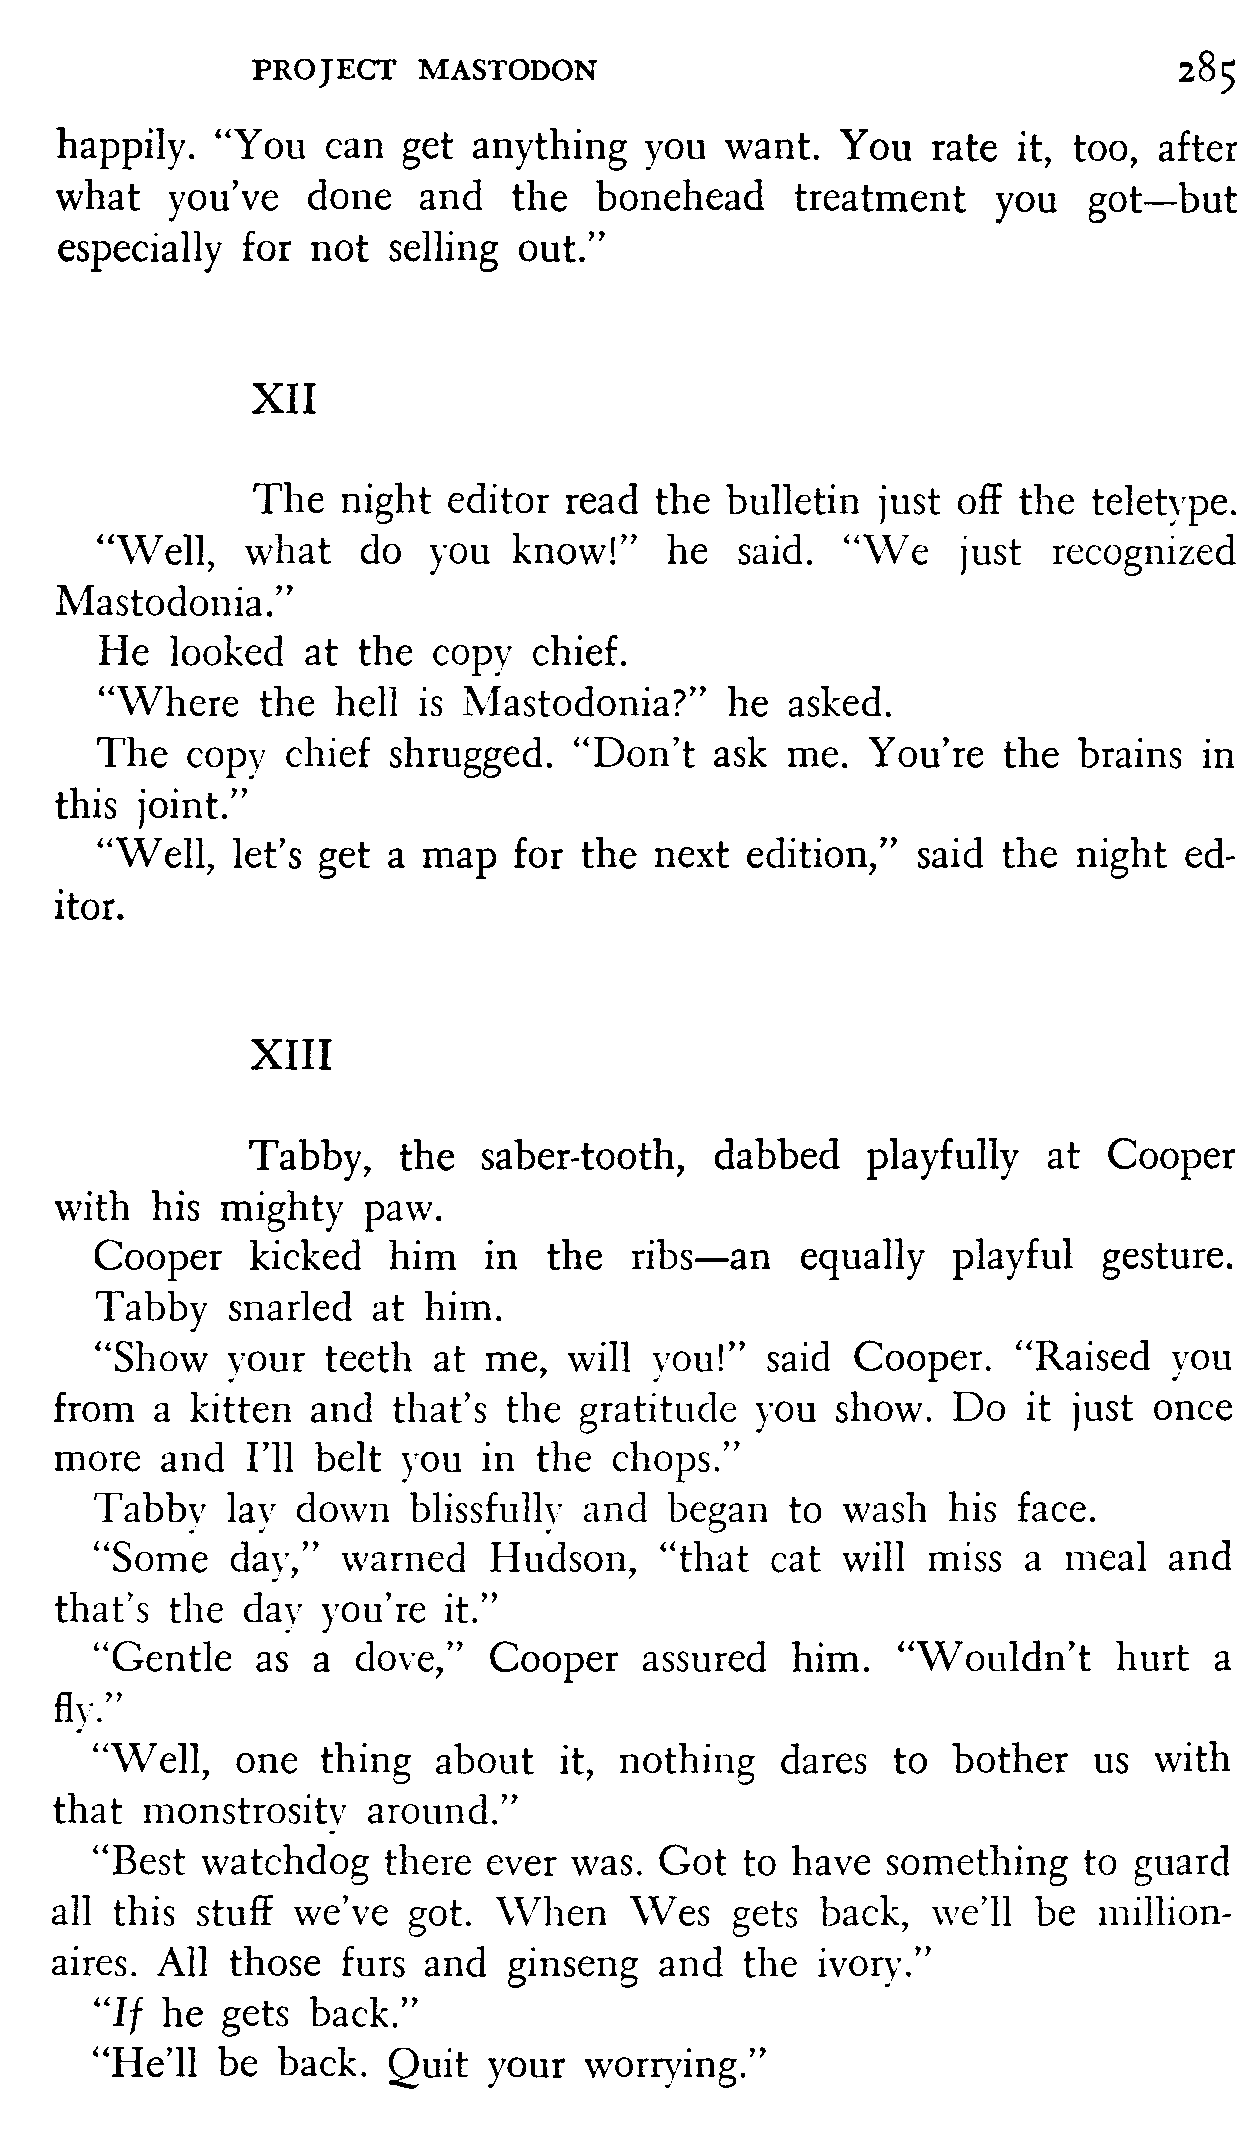 PROJECT MASTODON 285
happily. “You can get anything you want. You rate it, too, after
what you’ve done and the bonehead treatment you got—but
especially for not selling out.”
XII
The night editor read the bulletin just off the teletype.
“Well, what do you know!” he said. “We just recognized
Mastodonia.”
He looked at the copy chief.
“Where the hell is Mastodonia?” he asked.
The copy chief shrugged. “Don’t ask me. You’re the brains in
this joint.”
“Well, let’s get a map for the next edition,” said the night ed-
itor.
XIII
Tabby, the saber-tooth, dabbed playfully at Cooper
with his mighty paw.
Cooper kicked him in the ribs—an equally playful gesture.
Tabby snarled at him.
“Show your teeth at me, will you!” said Cooper. “Raised you
from a kitten and that’s the gratitude you show. Do it just once
more and I’ll belt you in the chops.”
Tabby lay down blissfully and began to wash his face.
“Some day,” warned Hudson, “that cat will miss a meal and
that’s the day you’re it.”
“Gentle as a dove,” Cooper assured him. “Wouldn’t hurt a
fly.”
“Well, one thing about it, nothing dares to bother us with
that monstrosity around.”
“Best watchdog there ever was. Got to have something to guard
all this stuff we’ve got. When Wes gets back, we’ll be million-
aires. All those furs and ginseng and the ivory.”
“If he gets back.”
“He’ll be back. Quit your worrying.”